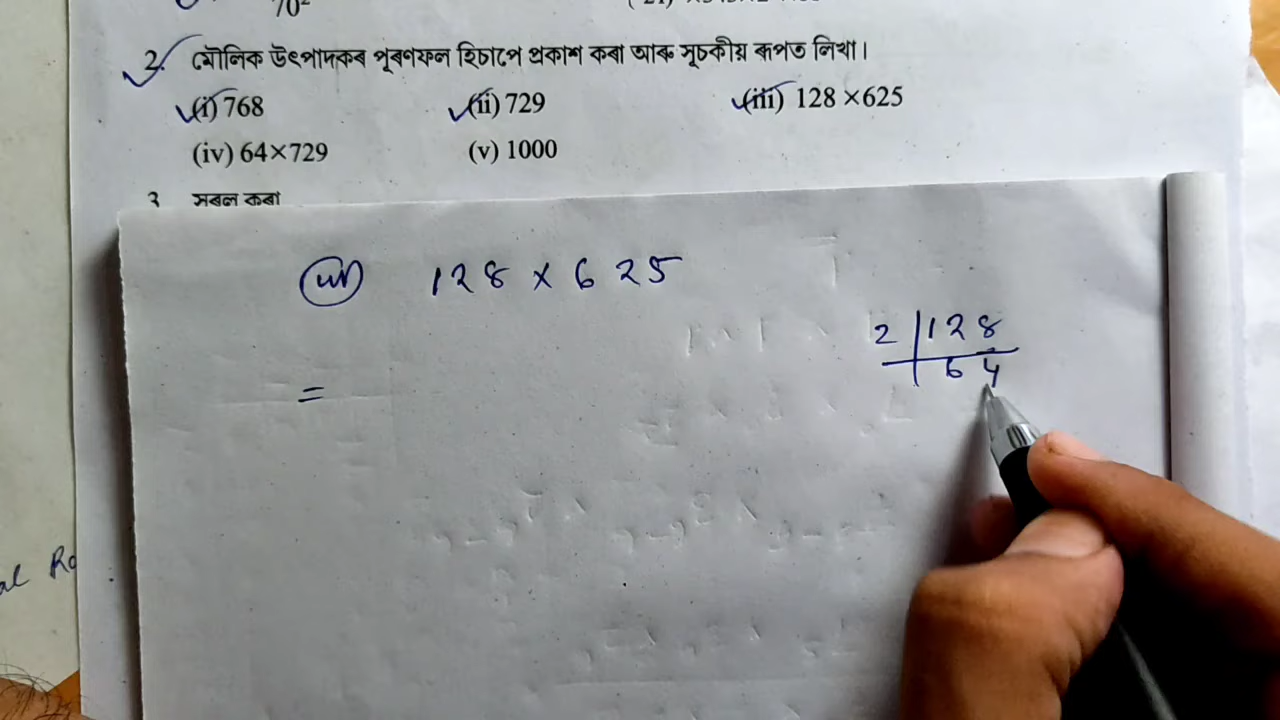 70²
2. মৌলিক উৎপাদকৰ পূৰণফল হিচাপে প্ৰকাশ কৰা আৰু সূচকীয় ৰূপত লিখা।
(i) 768 (ii) 729 (iii) 128 ×625
(iv) 64×729 (v) 1000
3 সৰল কৰা
(iii) 128 × 625
2 128
= 64